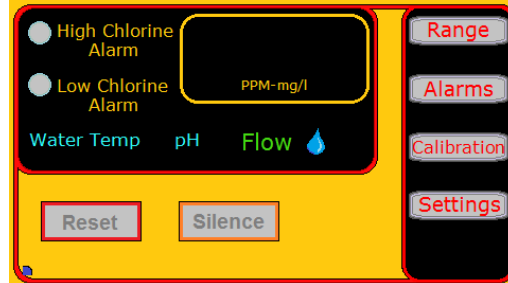 High Chlorine
Alarm
Low Chlorine
Alarm
PPM-mg/l
Water Temp pH Flow
Reset Silence
Range
Alarms
Calibration
Settings